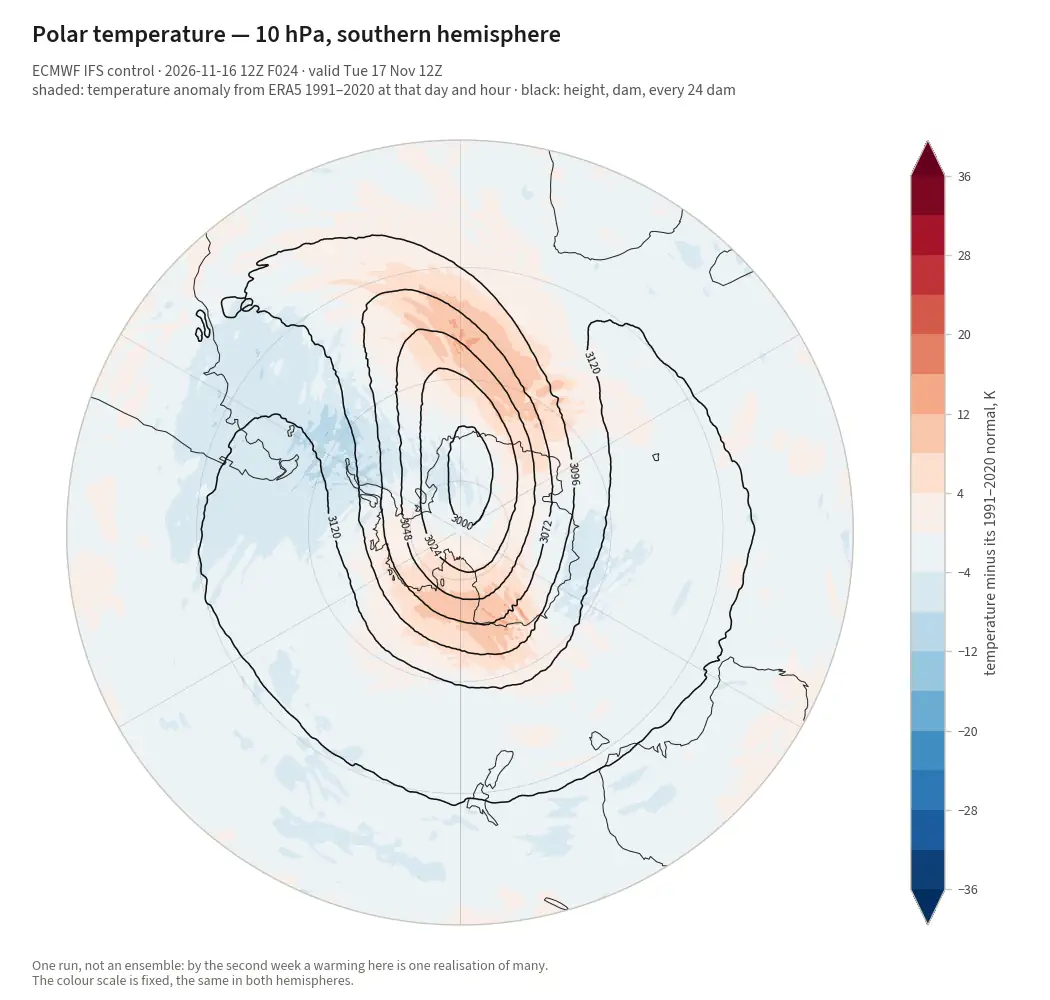 Polar temperature — 10 hPa, southern hemisphere
ECMWF IFS control · 2026-11-16 12Z F024 · valid Tue 17 Nov 12Z
shaded: temperature anomaly from ERA5 1991–2020 at that day and hour · black: height, dam, every 24 dam
3120
3096
3000
3120
3048
3024
3072
36
28
20
12
4
−4
−12
−20
−28
−36
temperature minus its 1991–2020 normal, K
One run, not an ensemble: by the second week a warming here is one realisation of many.
The colour scale is fixed, the same in both hemispheres.